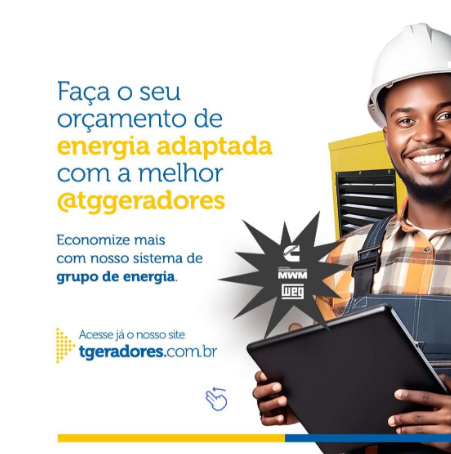 Faça o seu
orçamento de
energia adaptada
com a melhor
@tggeradores
Economize mais
com nosso sistema de
grupo de energia.
MWM
weg
Acesse já o nosso site
tgeradores.com.br